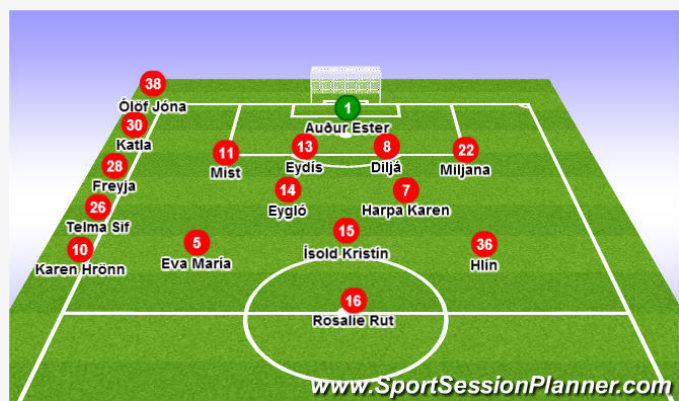 38
Ólöf Jóna
1
Auður Ester
30
Katla
11
Mist
13
Eydís
8
Diljá
22
Miljana
28
Freyja
14
Eygló
7
Harpa Karen
26
Telma Sif
10
Karen Hrönn
5
Eva María
15
Ísold Kristín
36
Hlín
16
Rosalie Rut
www.SportSessionPlanner.com